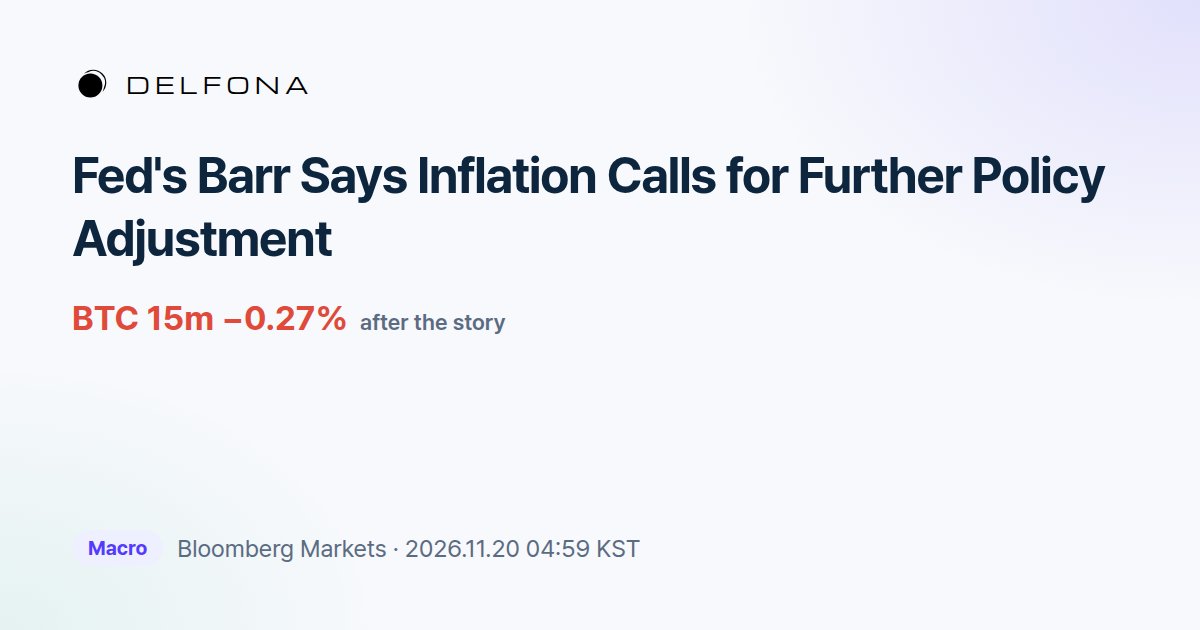 DELFONA
Fed's Barr Says Inflation Calls for Further Policy
Adjustment
BTC 15m −0.27% after the story
Macro Bloomberg Markets · 2026.11.20 04:59 KST